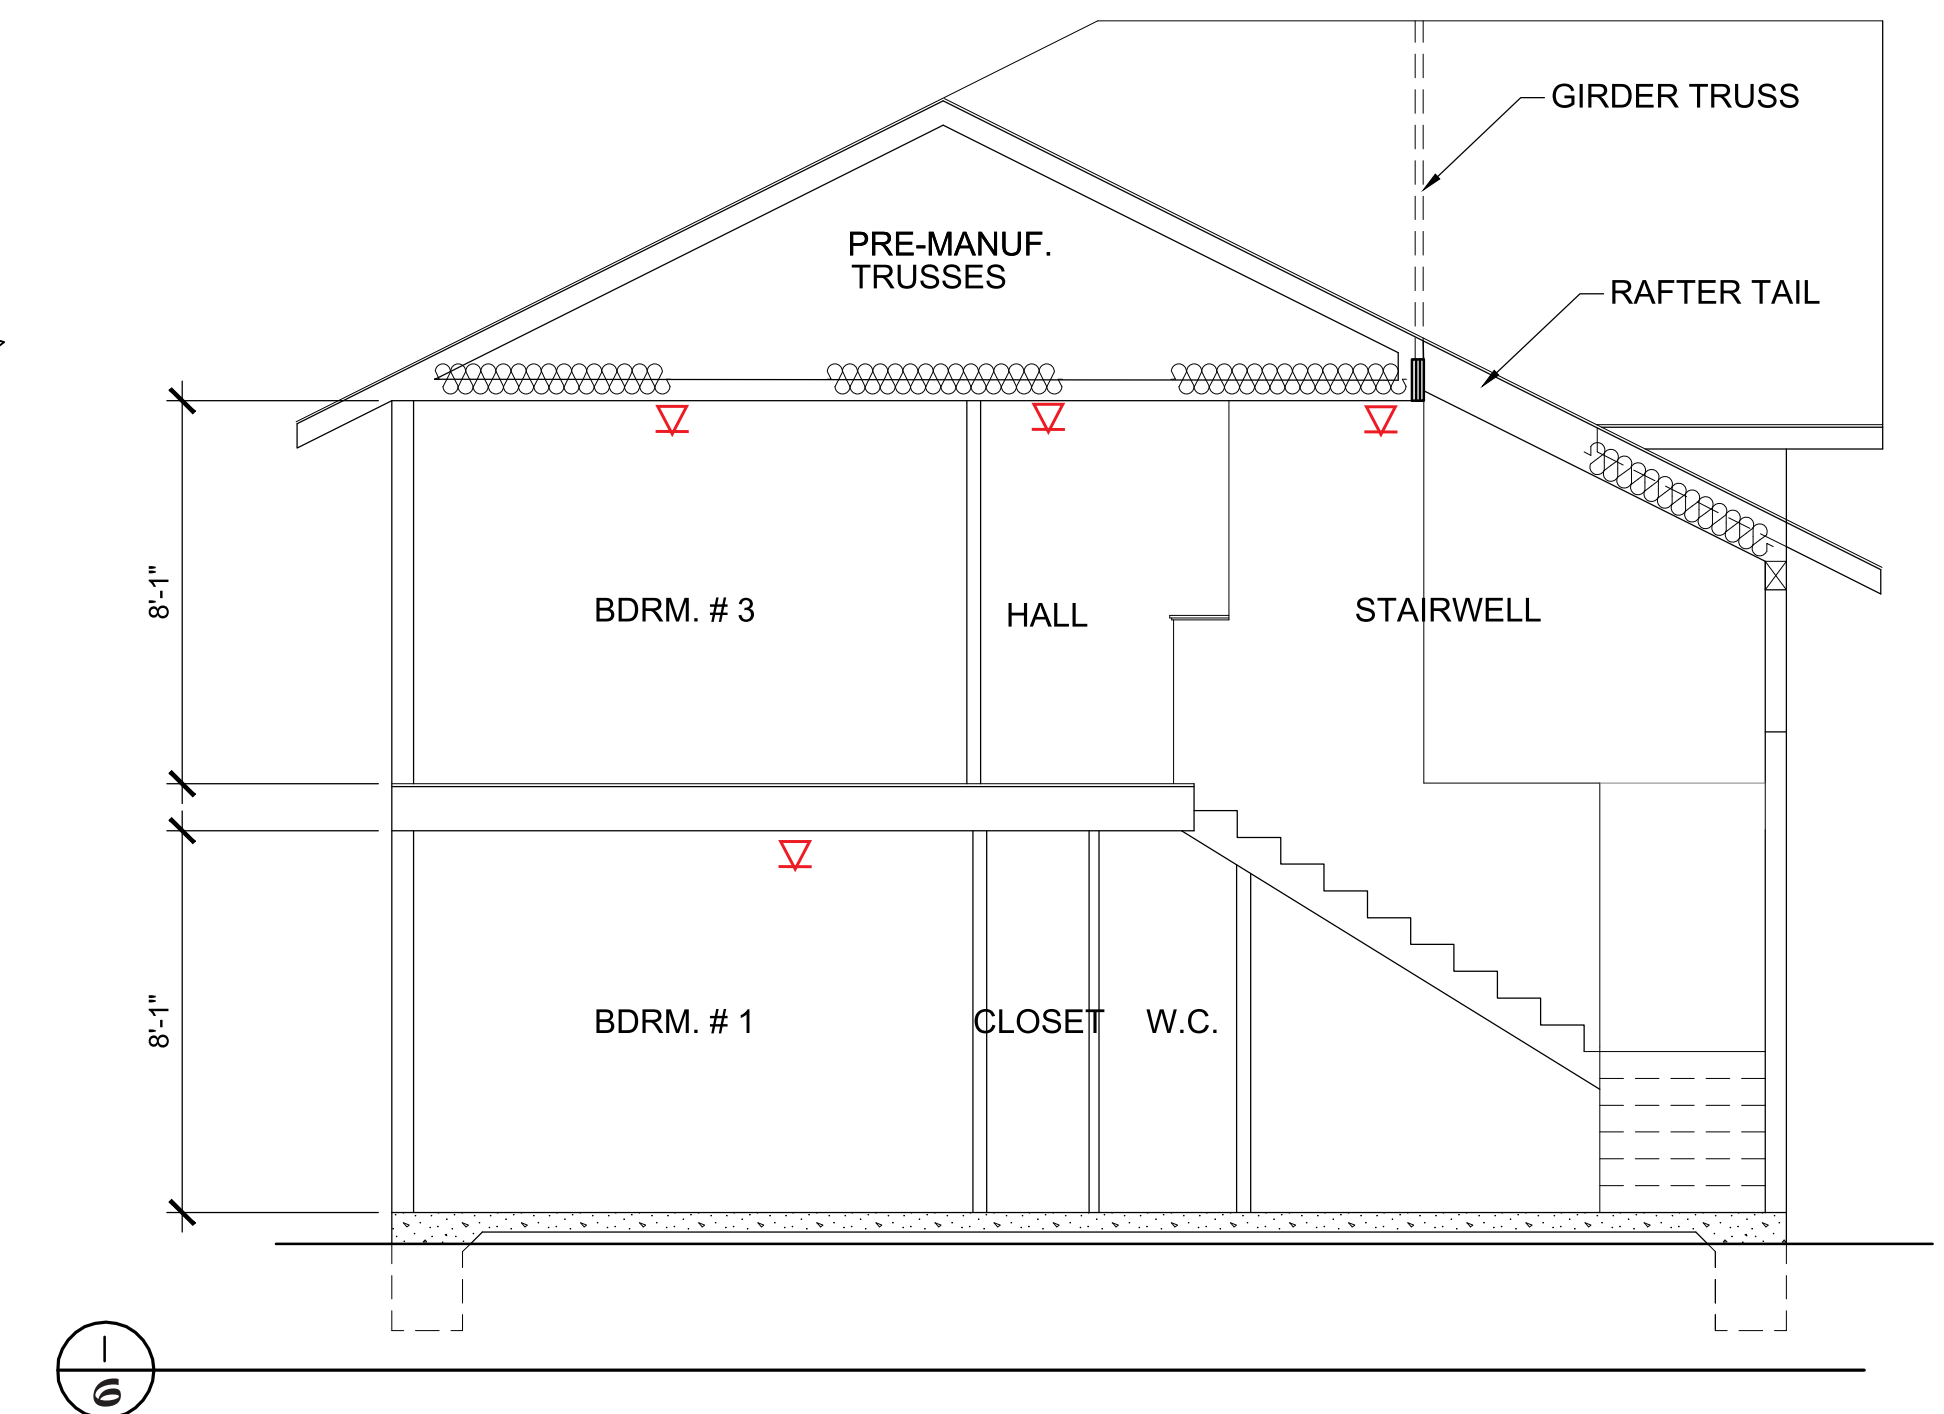 GIRDER TRUSS
PRE-MANUF.
TRUSSES
RAFTER TAIL
8'-1"
BDRM. # 3
HALL
STAIRWELL
8'-1"
BDRM. # 1
CLOSET
W.C.
1
6